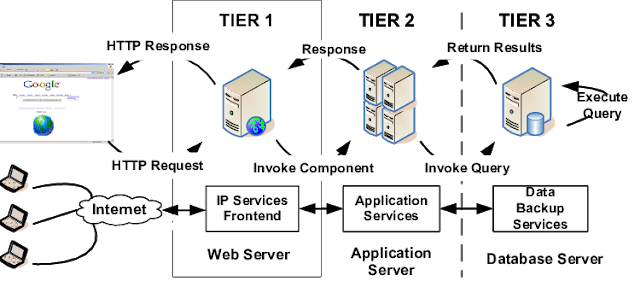 TIER 1
TIER 2
TIER 3
HTTP Response
Response
Return Results
Google
Execute
Query
HTTP Request
Invoke Component
Invoke Query
Internet
IP Services
Frontend
Application
Services
Data
Backup
Services
Web Server
Application
Server
Database Server